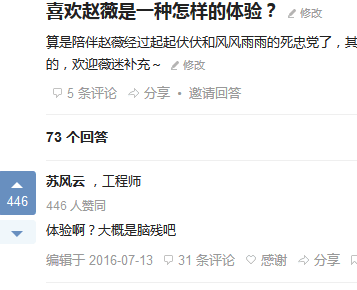 喜欢赵薇是一种怎样的体验？ 修改
算是陪伴赵薇经过起起伏伏和风风雨雨的死忠党了，其
的，欢迎薇迷补充～ 修改
5 条评论 分享 • 邀请回答
73 个回答
苏风云 ，工程师
446
446 人赞同
体验啊？大概是脑残吧
编辑于 2016-07-13 31 条评论 感谢 分享